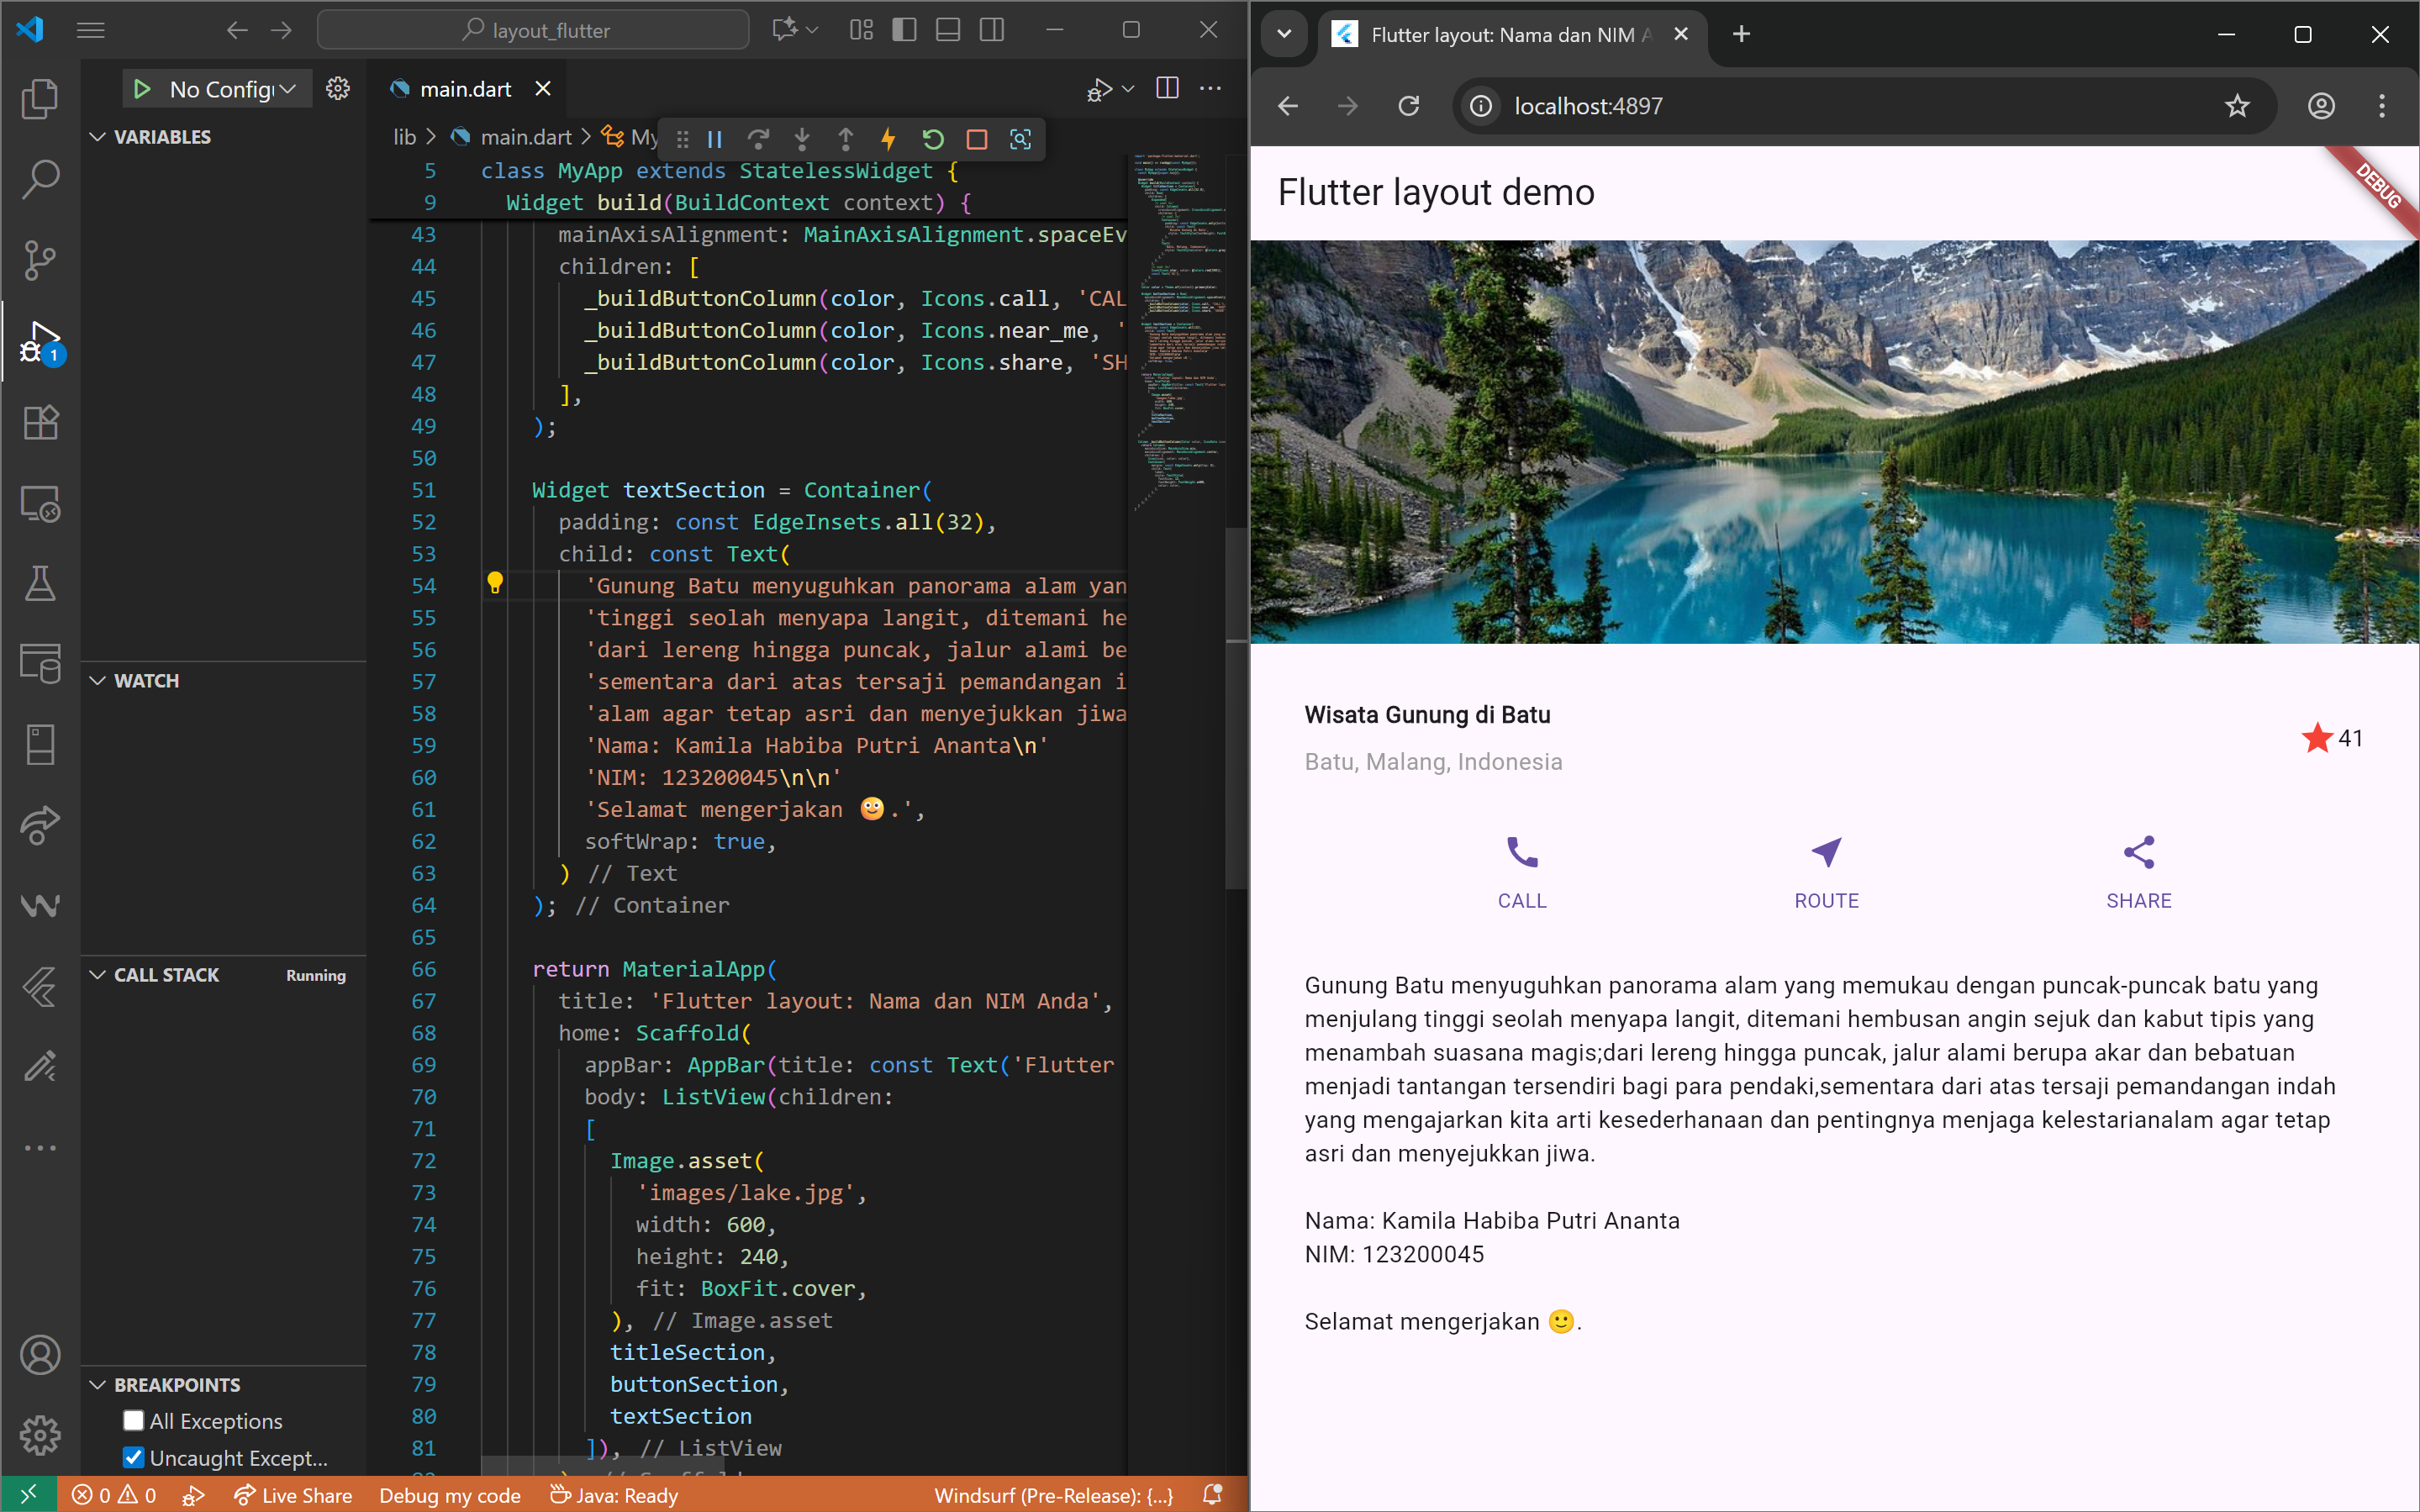 layout_flutter
No Configu
main.dart
VARIABLES
lib > main.dart > My
5 class MyApp extends StatelessWidget {
9 Widget build(BuildContext context) {
43 mainAxisAlignment: MainAxisAlignment.spaceEv
44 children: [
45 _buildButtonColumn(color, Icons.call, 'CAL
46 _buildButtonColumn(color, Icons.near_me, '
47 _buildButtonColumn(color, Icons.share, 'SH
48 ],
49 );
50
51 Widget textSection = Container(
52 padding: const EdgeInsets.all(32),
53 child: const Text(
54 'Gunung Batu menyuguhkan panorama alam yan
55 'tinggi seolah menyapa langit, ditemani he
56 'dari lereng hingga puncak, jalur alami be
57 'sementara dari atas tersaji pemandangan i
58 'alam agar tetap asri dan menyejukkan jiwa
59 'Nama: Kamila Habiba Putri Ananta\n'
60 'NIM: 123200045\n\n'
61 'Selamat mengerjakan 🙂.',
62 softWrap: true,
63 ) // Text
64 ); // Container
65
66 return MaterialApp(
67 title: 'Flutter layout: Nama dan NIM Anda',
68 home: Scaffold(
69 appBar: AppBar(title: const Text('Flutter
70 body: ListView(children:
71 [
72 Image.asset(
73 'images/lake.jpg',
74 width: 600,
75 height: 240,
76 fit: BoxFit.cover,
77 ), // Image.asset
78 titleSection,
79 buttonSection,
80 textSection
81 ]), // ListView
1
WATCH
CALL STACK Running
BREAKPOINTS
All Exceptions
Uncaught Except...
0 0 Live Share Debug my code Java: Ready Windsurf (Pre-Release): {...}
Flutter layout: Nama dan NIM A
localhost:4897
Flutter layout demo
DEBUG
Wisata Gunung di Batu
Batu, Malang, Indonesia
41
CALL ROUTE SHARE
Gunung Batu menyuguhkan panorama alam yang memukau dengan puncak-puncak batu yang
menjulang tinggi seolah menyapa langit, ditemani hembusan angin sejuk dan kabut tipis yang
menambah suasana magis;dari lereng hingga puncak, jalur alami berupa akar dan bebatuan
menjadi tantangan tersendiri bagi para pendaki,sementara dari atas tersaji pemandangan indah
yang mengajarkan kita arti kesederhanaan dan pentingnya menjaga kelestarianalam agar tetap
asri dan menyejukkan jiwa.
Nama: Kamila Habiba Putri Ananta
NIM: 123200045
Selamat mengerjakan 🙂.